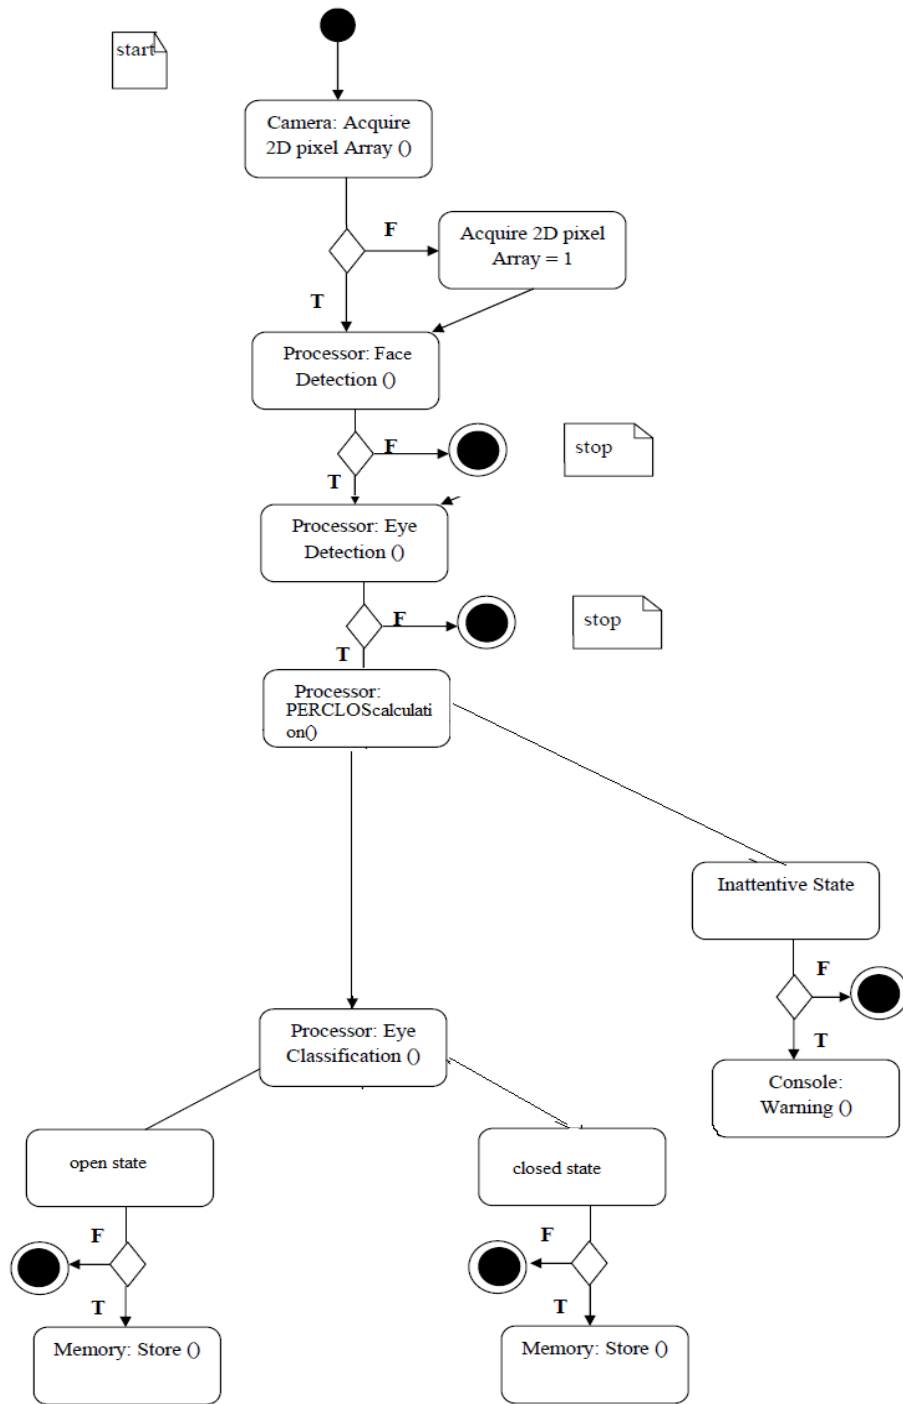 start
Camera: Acquire
2D pixel Array ()
F
Acquire 2D pixel
Array = 1
T
Processor: Face
Detection ()
F
stop
T
Processor: Eye
Detection ()
F
stop
T
Processor:
PERCLOScalculati
on()
Inattentive State
F
T
Console:
Warning ()
Processor: Eye
Classification ()
open state
closed state
F
F
T
T
Memory: Store ()
Memory: Store ()